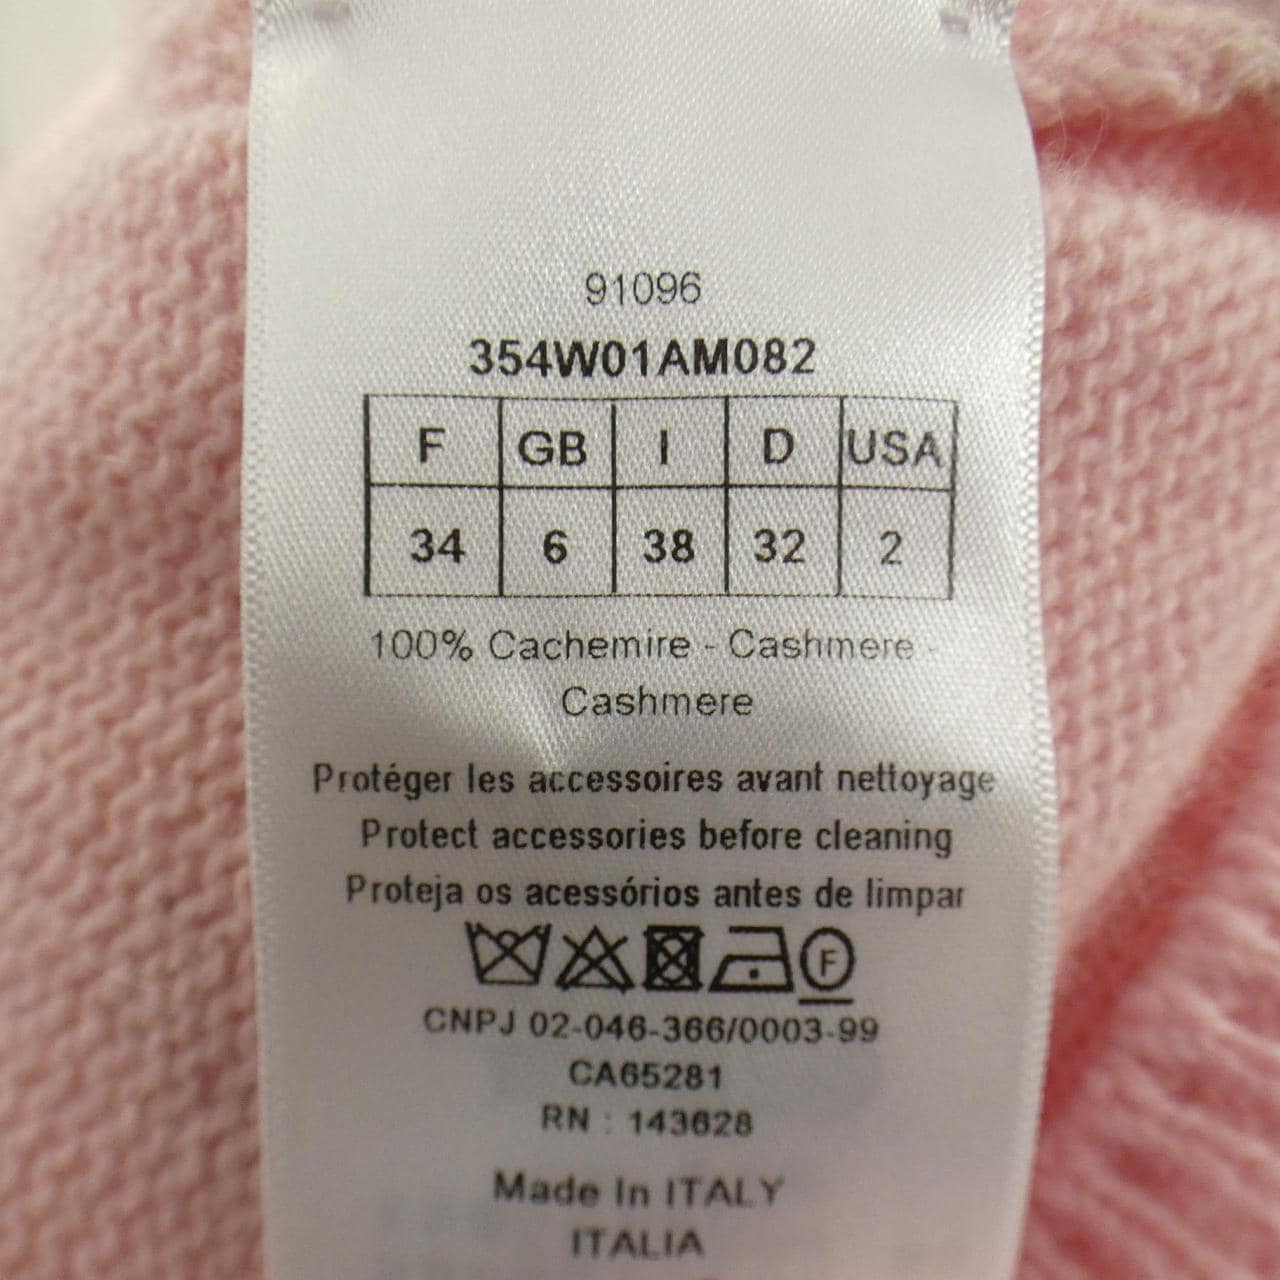 91096
354W01AM082
F GB I D USA
34 6 38 32 2
100% Cachemire - Cashmere -
Cashmere
Protéger les accessoires avant nettoyage
Protect accessories before cleaning
Proteja os acessórios antes de limpar
F
CNPJ 02-046-366/0003-99
CA65281
RN : 143628
Made In ITALY
ITALIA